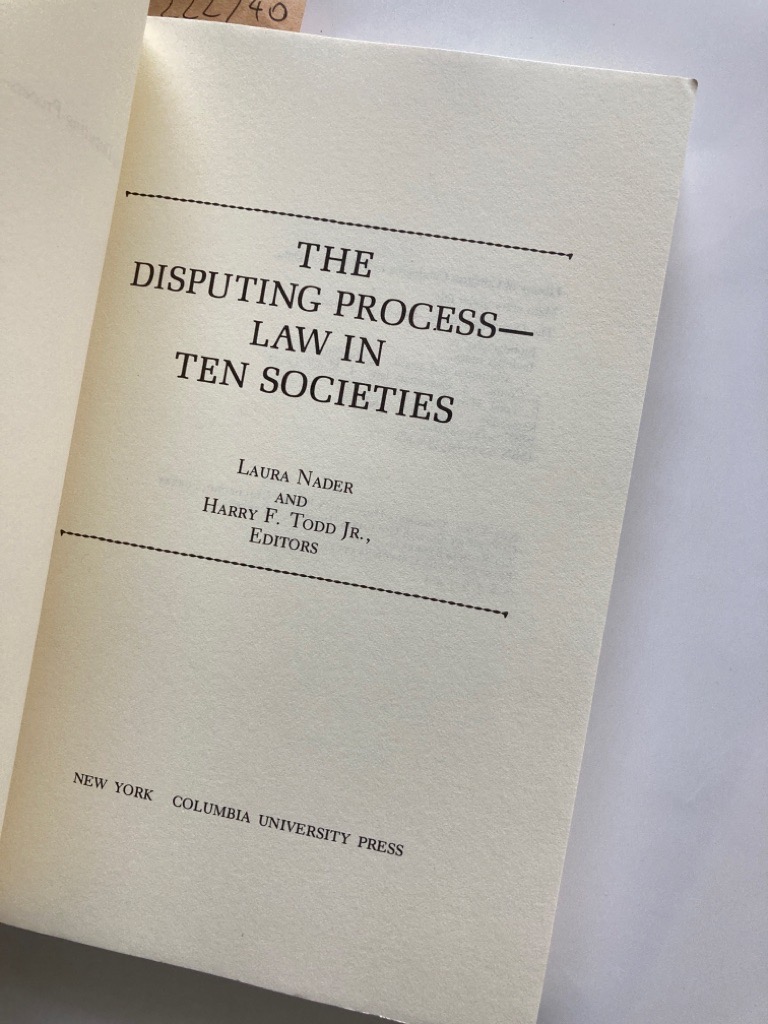 THE
DISPUTING PROCESS—
LAW IN
TEN SOCIETIES
LAURA NADER
AND
HARRY F. TODD JR.,
EDITORS
NEW YORK COLUMBIA UNIVERSITY PRESS